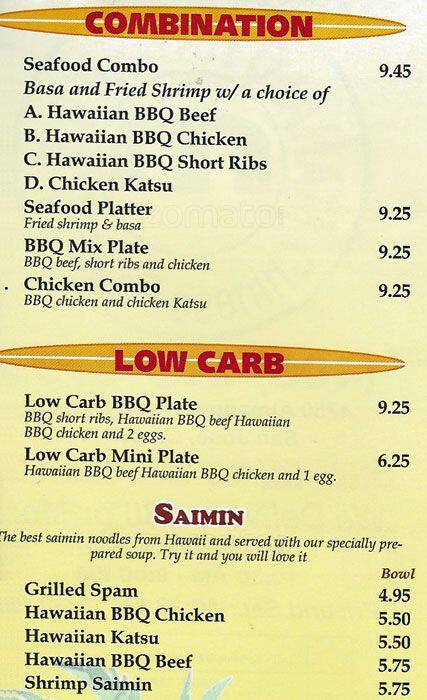 COMBINATION
Seafood Combo 9.45
Basa and Fried Shrimp w/ a choice of
A. Hawaiian BBQ Beef
B. Hawaiian BBQ Chicken
C. Hawaiian BBQ Short Ribs
D. Chicken Katsu
Seafood Platter 9.25
Fried shrimp & basa
BBQ Mix Plate 9.25
BBQ beef, short ribs and chicken
Chicken Combo 9.25
BBQ chicken and chicken Katsu
LOW CARB
Low Carb BBQ Plate 9.25
BBQ short ribs, Hawaiian BBQ beef Hawaiian
BBQ chicken and 2 eggs.
Low Carb Mini Plate 6.25
Hawaiian BBQ beef Hawaiian BBQ chicken and 1 egg.
SAIMIN
The best saimin noodles from Hawaii and served with our specially pre-
pared soup. Try it and you will love it
Bowl
Grilled Spam 4.95
Hawaiian BBQ Chicken 5.50
Hawaiian Katsu 5.50
Hawaiian BBQ Beef 5.75
Shrimp Saimin 5.75